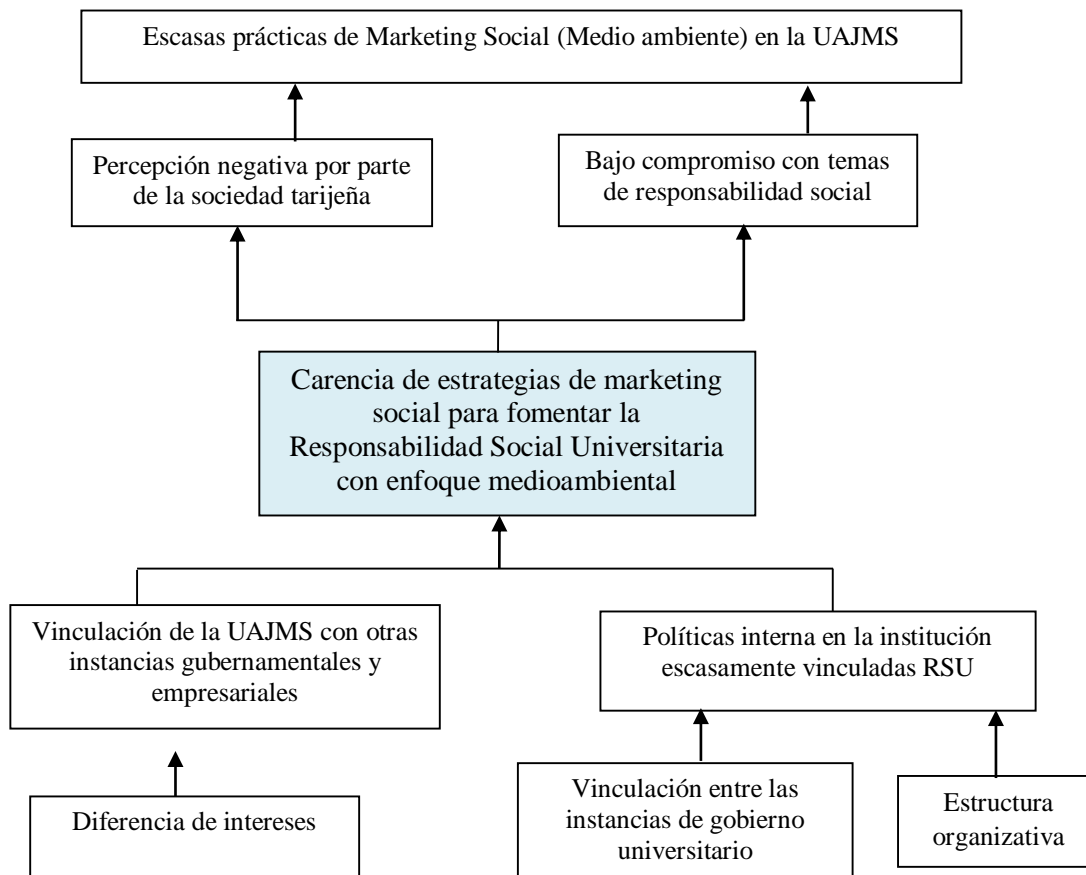 Escasas prácticas de Marketing Social (Medio ambiente) en la UAJMS
Percepción negativa por parte
de la sociedad tarijeña
Bajo compromiso con temas
de responsabilidad social
Carencia de estrategias de marketing
social para fomentar la
Responsabilidad Social Universitaria
con enfoque medioambiental
Vinculación de la UAJMS con otras
instancias gubernamentales y
empresariales
Políticas interna en la institución
escasamente vinculadas RSU
Diferencia de intereses
Vinculación entre las
instancias de gobierno
universitario
Estructura
organizativa